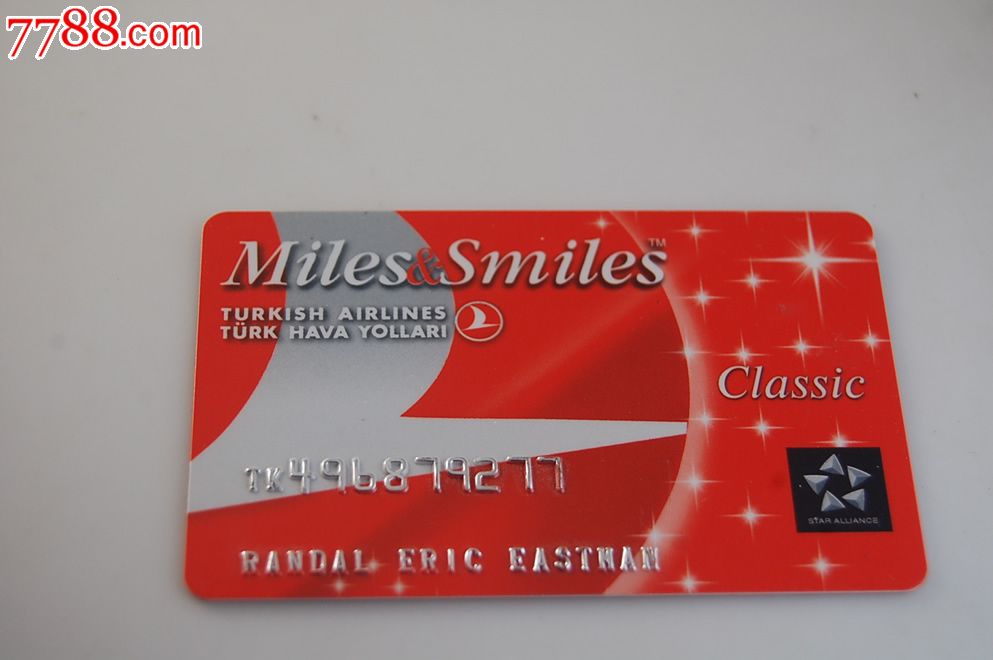 7788.com
Miles&Smiles™
TURKISH AIRLINES
TÜRK HAVA YOLLARI
Classic
TK496879277
STAR ALLIANCE
RANDAL ERIC EASTMAN